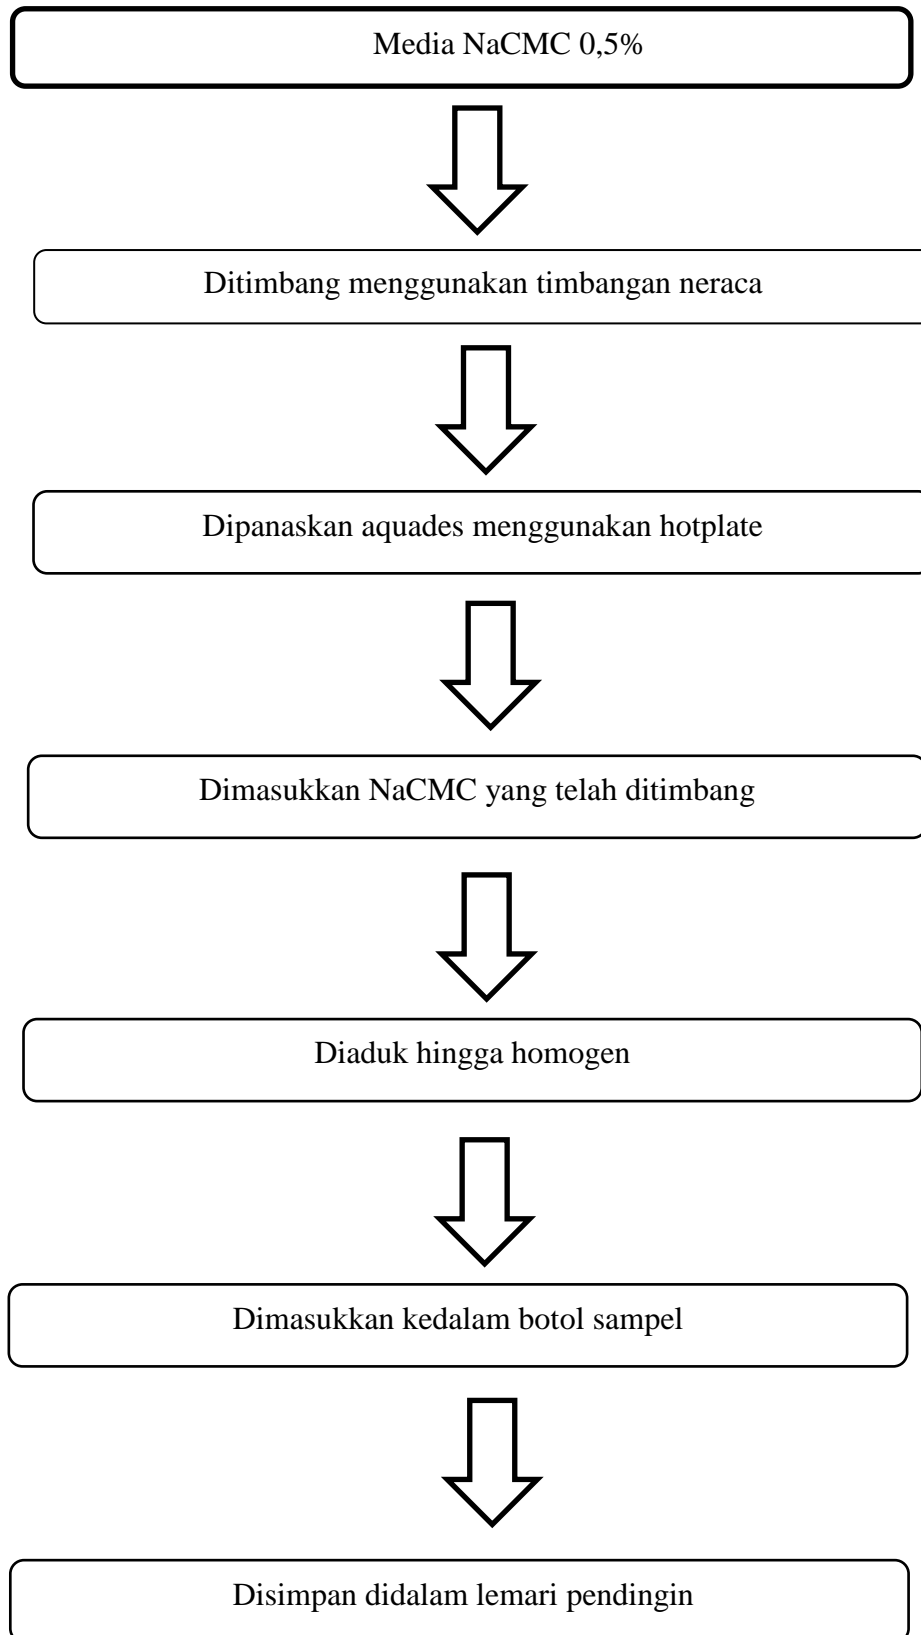 Media NaCMC 0,5%
Ditimbang menggunakan timbangan neraca
Dipanaskan aquades menggunakan hotplate
Dimasukkan NaCMC yang telah ditimbang
Diaduk hingga homogen
Dimasukkan kedalam botol sampel
Disimpan didalam lemari pendingin